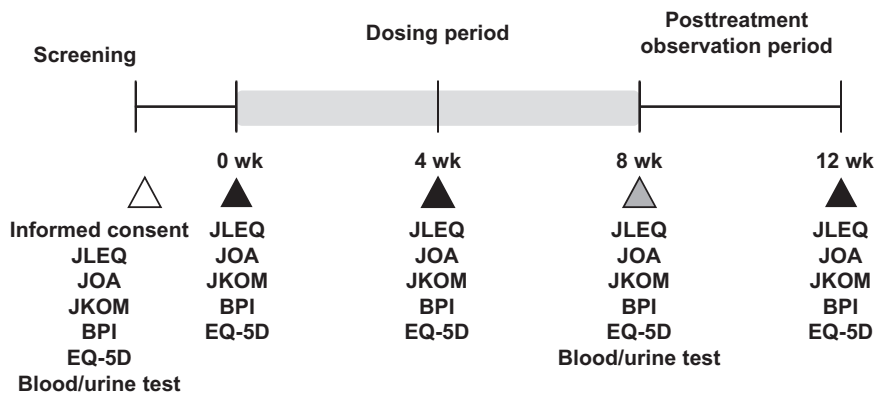 Screening
Dosing period
Posttreatment
observation period
0 wk
4 wk
8 wk
12 wk
Informed consent
JLEQ
JOA
JKOM
BPI
EQ-5D
Blood/urine test
JLEQ
JOA
JKOM
BPI
EQ-5D
JLEQ
JOA
JKOM
BPI
EQ-5D
JLEQ
JOA
JKOM
BPI
EQ-5D
Blood/urine test
JLEQ
JOA
JKOM
BPI
EQ-5D